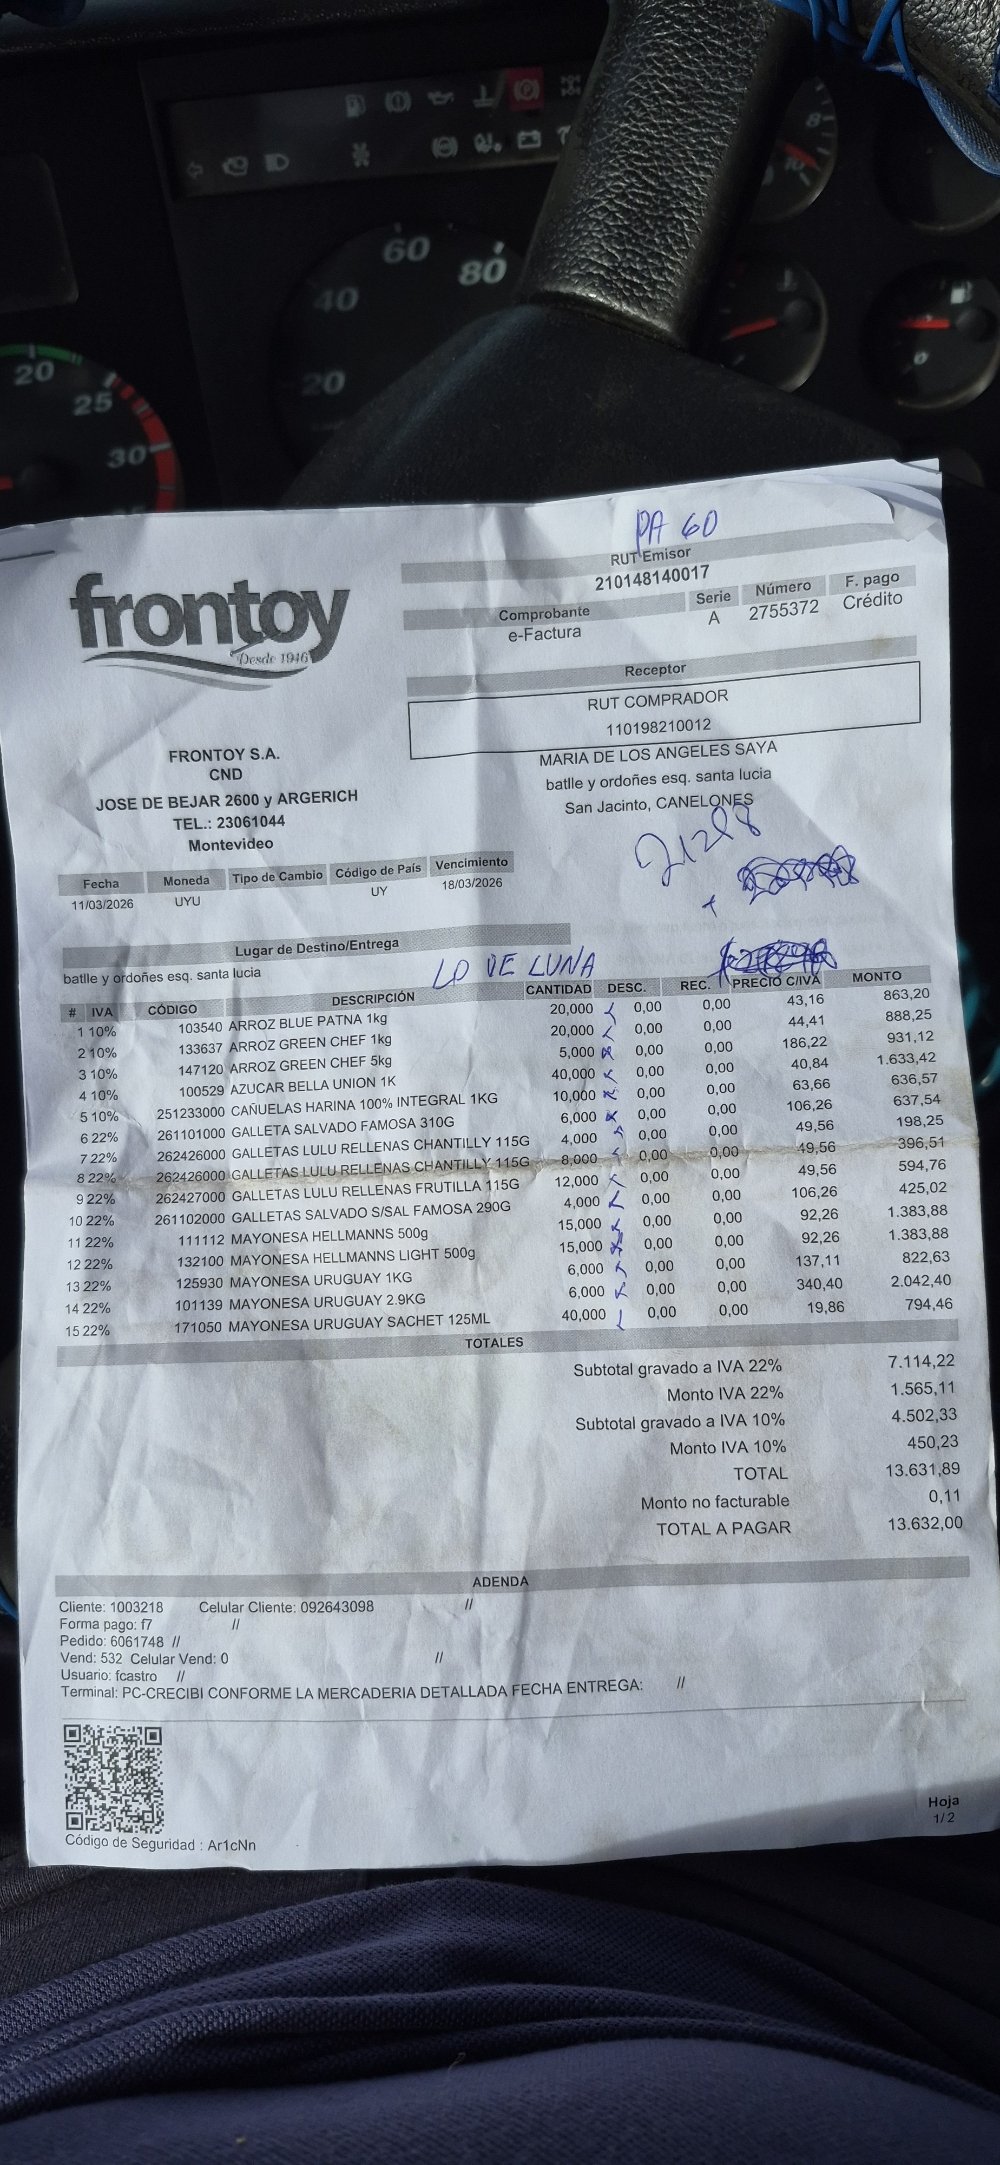 60
80
40
20
20
25
30
8
10
PA 60
frontoy
Desde 1946
RUT Emisor
210148140017
Comprobante Serie Número F. pago
e-Factura A 2755372 Crédito
Receptor
RUT COMPRADOR
110198210012
MARIA DE LOS ANGELES SAYA
batlle y ordoñes esq. santa lucia
San Jacinto, CANELONES
FRONTOY S.A.
CND
JOSE DE BEJAR 2600 y ARGERICH
TEL.: 23061044
Montevideo
Fecha Moneda Tipo de Cambio Código de País Vencimiento
11/03/2026 UYU UY 18/03/2026
Lugar de Destino/Entrega
batlle y ordoñes esq. santa lucia
LO DE LUNA
# IVA CÓDIGO DESCRIPCIÓN CANTIDAD DESC. REC. PRECIO C/IVA MONTO
1 10% 103540 ARROZ BLUE PATNA 1kg 20,000 0,00 0,00 43,16 863,20
2 10% 133637 ARROZ GREEN CHEF 1kg 20,000 0,00 0,00 44,41 888,25
3 10% 147120 ARROZ GREEN CHEF 5kg 5,000 0,00 0,00 186,22 931,12
4 10% 100529 AZUCAR BELLA UNION 1K 40,000 0,00 0,00 40,84 1.633,42
5 10% 251233000 CAÑUELAS HARINA 100% INTEGRAL 1KG 10,000 0,00 0,00 63,66 636,57
6 22% 261101000 GALLETA SALVADO FAMOSA 310G 6,000 0,00 0,00 106,26 637,54
7 22% 262426000 GALLETAS LULU RELLENAS CHANTILLY 115G 4,000 0,00 0,00 49,56 198,25
8 22% 262426000 GALLETAS LULU RELLENAS CHANTILLY 115G 8,000 0,00 0,00 49,56 396,51
9 22% 262427000 GALLETAS LULU RELLENAS FRUTILLA 115G 12,000 0,00 0,00 49,56 594,76
10 22% 261102000 GALLETAS SALVADO S/SAL FAMOSA 290G 4,000 0,00 0,00 106,26 425,02
11 22% 111112 MAYONESA HELLMANNS 500g 15,000 0,00 0,00 92,26 1.383,88
12 22% 132100 MAYONESA HELLMANNS LIGHT 500g 15,000 0,00 0,00 92,26 1.383,88
13 22% 125930 MAYONESA URUGUAY 1KG 6,000 0,00 0,00 137,11 822,63
14 22% 101139 MAYONESA URUGUAY 2.9KG 6,000 0,00 0,00 340,40 2.042,40
15 22% 171050 MAYONESA URUGUAY SACHET 125ML 40,000 0,00 0,00 19,86 794,46
TOTALES
Subtotal gravado a IVA 22% 7.114,22
Monto IVA 22% 1.565,11
Subtotal gravado a IVA 10% 4.502,33
Monto IVA 10% 450,23
TOTAL 13.631,89
Monto no facturable 0,11
TOTAL A PAGAR 13.632,00
ADENDA
Cliente: 1003218 Celular Cliente: 092643098 //
Forma pago: f7 //
Pedido: 6061748 //
Vend: 532 Celular Vend: 0 //
Usuario: fcastro //
Terminal: PC-CRECIBI CONFORME LA MERCADERIA DETALLADA FECHA ENTREGA: //
Código de Seguridad : Ar1cNn
Hoja
1/2